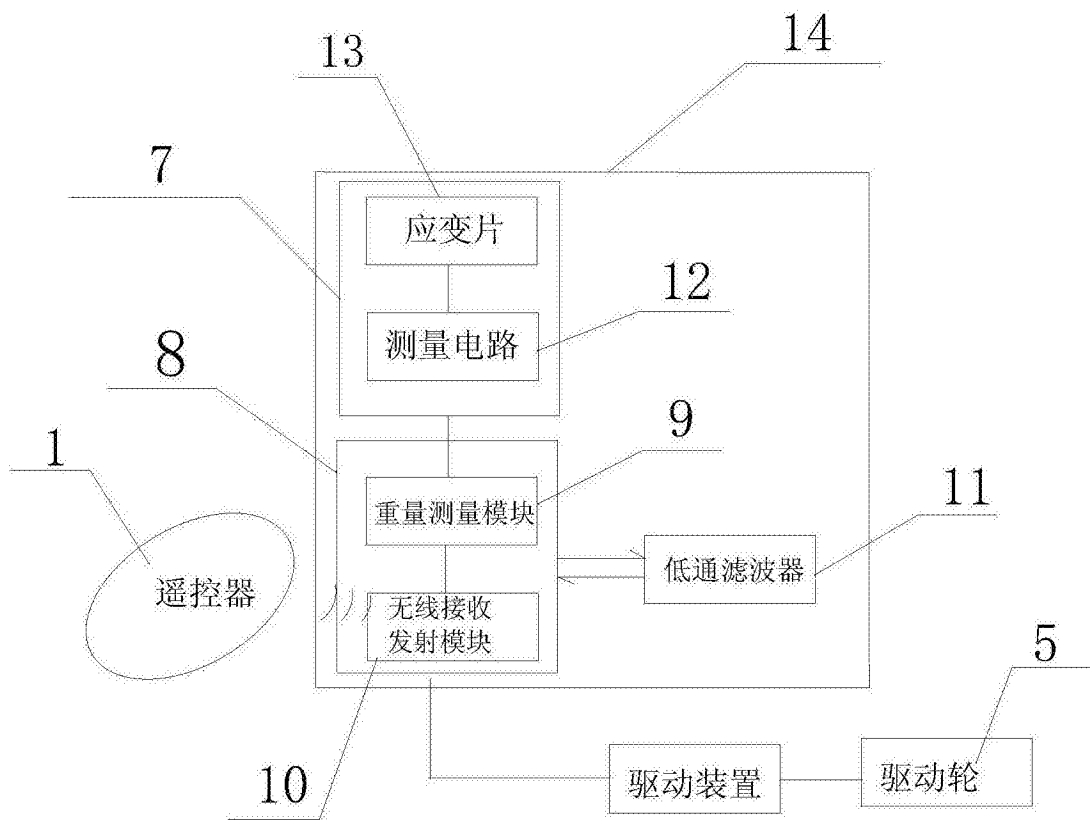 13
14
7
应变片
12
测量电路
8
9
1
重量测量模块
11
低通滤波器
遥控器
无线接收
发射模块
5
10
驱动装置
驱动轮